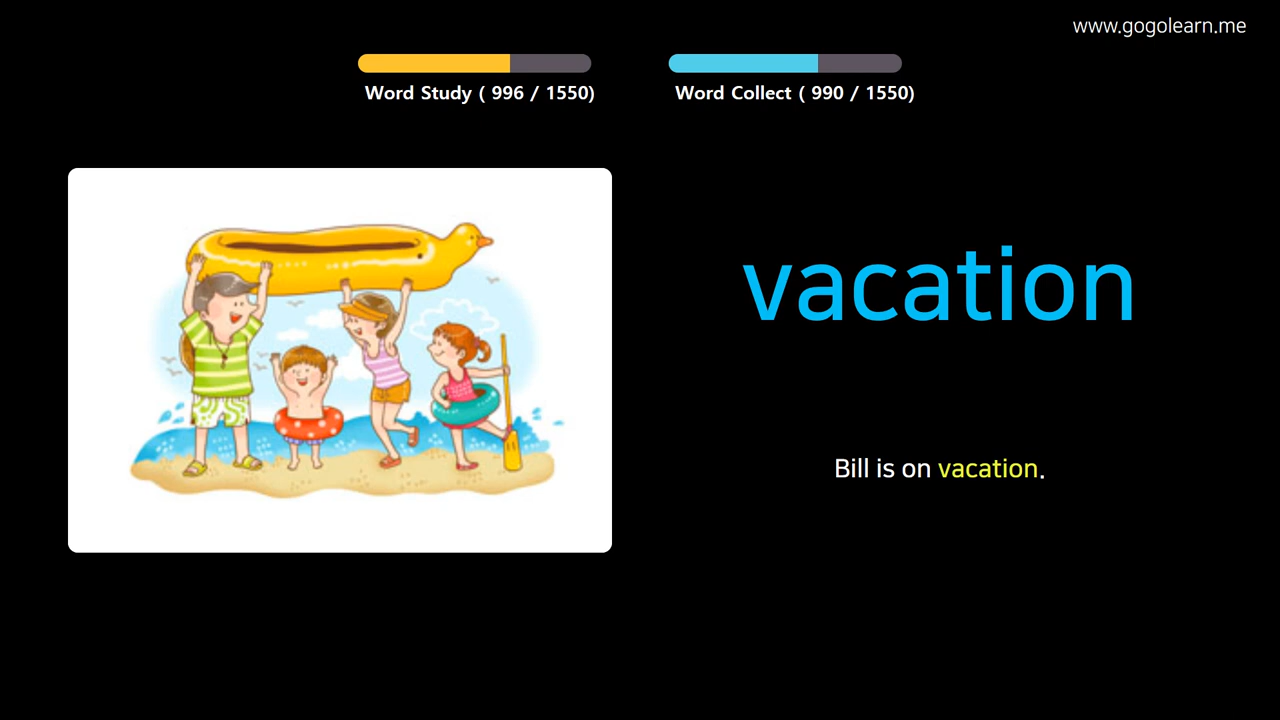 www.gogolearn.me
Word Study ( 996 / 1550)
Word Collect ( 990 / 1550)
vacation
Bill is on vacation.